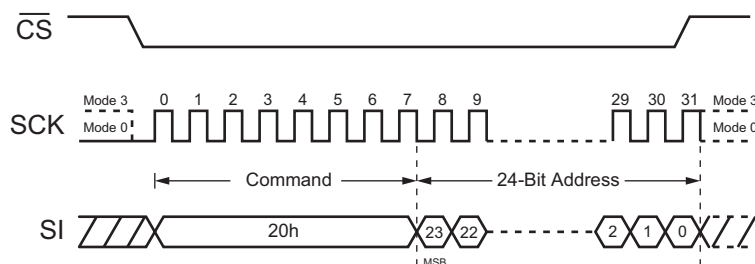 CS
Mode 3
Mode 0
SCK
0 1 2 3 4 5 6 7 8 9 29 30 31
Mode 3
Mode 0
Command
24-Bit Address
SI
20h
23 22 2 1 0
MSB